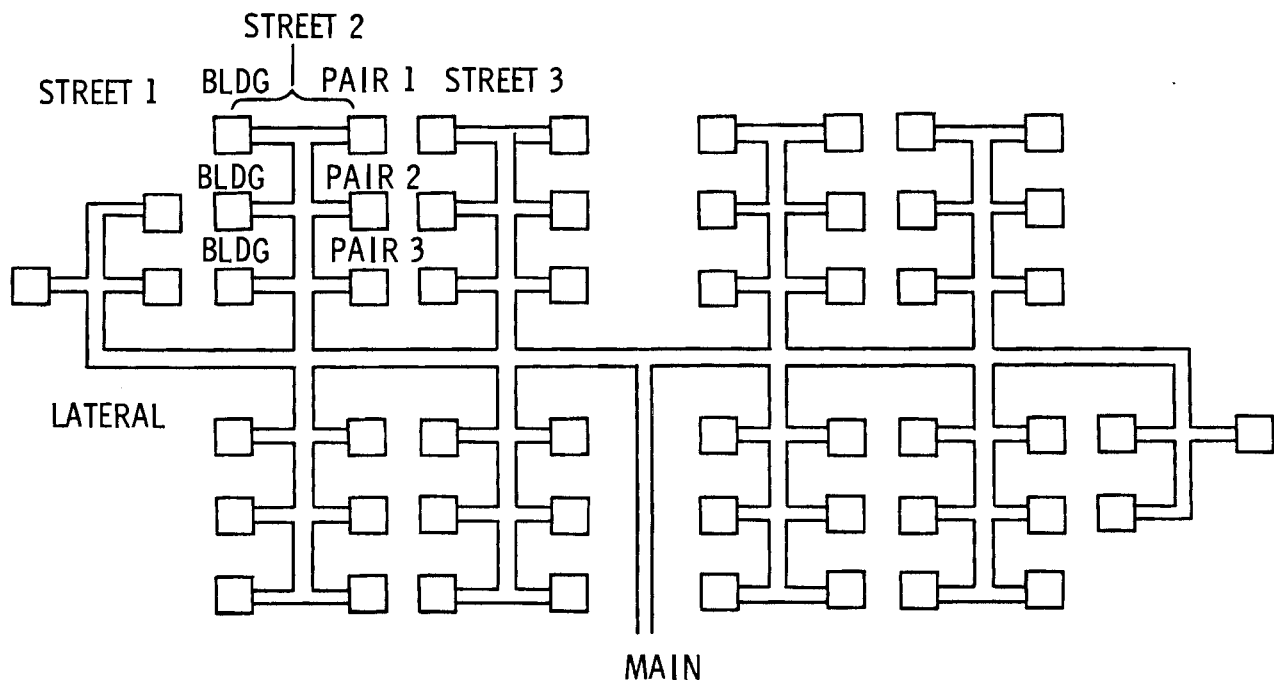 STREET 2
STREET 1
BLDG PAIR 1
STREET 3
BLDG PAIR 2
BLDG PAIR 3
LATERAL
MAIN